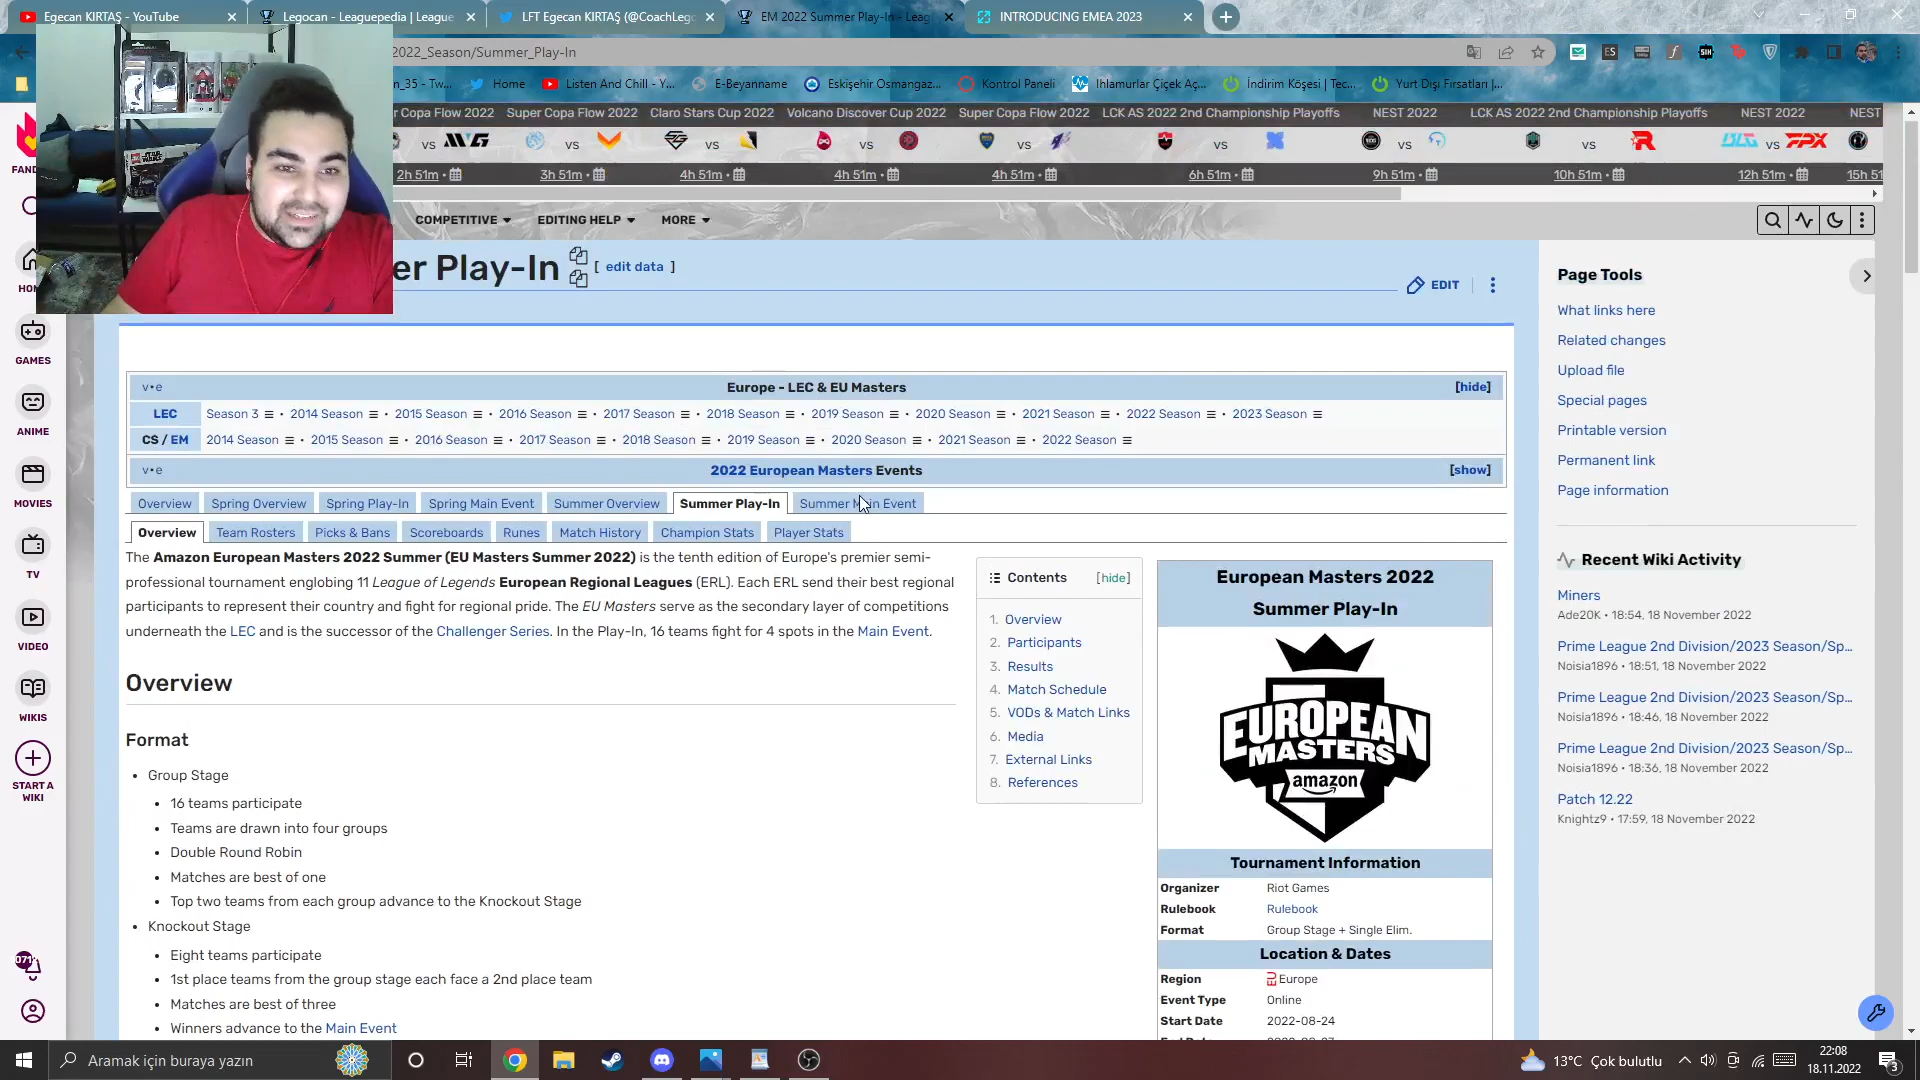 Egecan KIRTAŞ - YouTube
Legocan - Leaguepedia | League
LFT Egecan KIRTAŞ (@CoachLeg
EM 2022 Summer Play-In - Leag
INTRODUCING EMEA 2023
2022_Season/Summer_Play-In
n_35 - Tw...
Home
Listen And Chill - Y...
E-Beyanname
Eskişehir Osmangaz...
Kontrol Paneli
Ihlamurlar Çiçek Aç...
İndirim Köşesi | Tec...
Yurt Dışı Fırsatları |...
r Copa Flow 2022
Super Copa Flow 2022
Claro Stars Cup 2022
Volcano Discover Cup 2022
Super Copa Flow 2022
LCK AS 2022 2nd Championship Playoffs
NEST 2022
LCK AS 2022 2nd Championship Playoffs
NEST 2022
NEST
vs
vs
vs
vs
vs
vs
vs
vs
BLG vs FPX
2h 51m
3h 51m
4h 51m
4h 51m
4h 51m
6h 51m
9h 51m
10h 51m
12h 51m
15h 51
COMPETITIVE
EDITING HELP
MORE
FAND
HO
GAMES
ANIME
MOVIES
TV
VIDEO
WIKIS
START A
WIKI
er Play-In
[ edit data ]
EDIT
v•e
Europe - LEC & EU Masters
[hide]
LEC
Season 3 • 2014 Season • 2015 Season • 2016 Season • 2017 Season • 2018 Season • 2019 Season • 2020 Season • 2021 Season • 2022 Season • 2023 Season
CS / EM
2014 Season • 2015 Season • 2016 Season • 2017 Season • 2018 Season • 2019 Season • 2020 Season • 2021 Season • 2022 Season
v•e
2022 European Masters Events
[show]
Overview
Spring Overview
Spring Play-In
Spring Main Event
Summer Overview
Summer Play-In
Summer Main Event
Overview
Team Rosters
Picks & Bans
Scoreboards
Runes
Match History
Champion Stats
Player Stats
The Amazon European Masters 2022 Summer (EU Masters Summer 2022) is the tenth edition of Europe's premier semi-
professional tournament englobing 11 League of Legends European Regional Leagues (ERL). Each ERL send their best regional
participants to represent their country and fight for regional pride. The EU Masters serve as the secondary layer of competitions
underneath the LEC and is the successor of the Challenger Series. In the Play-In, 16 teams fight for 4 spots in the Main Event.
Overview
Format
• Group Stage
• 16 teams participate
• Teams are drawn into four groups
• Double Round Robin
• Matches are best of one
• Top two teams from each group advance to the Knockout Stage
• Knockout Stage
• Eight teams participate
• 1st place teams from the group stage each face a 2nd place team
• Matches are best of three
• Winners advance to the Main Event
Contents [hide]
1. Overview
2. Participants
3. Results
4. Match Schedule
5. VODs & Match Links
6. Media
7. External Links
8. References
European Masters 2022
Summer Play-In
EUROPEAN
MASTERS
amazon
Tournament Information
Organizer Riot Games
Rulebook Rulebook
Format Group Stage + Single Elim.
Location & Dates
Region Europe
Event Type Online
Start Date 2022-08-24
Page Tools
What links here
Related changes
Upload file
Special pages
Printable version
Permanent link
Page information
Recent Wiki Activity
Miners
Ade20K • 18:54, 18 November 2022
Prime League 2nd Division/2023 Season/Sp...
Noisia1896 • 18:51, 18 November 2022
Prime League 2nd Division/2023 Season/Sp...
Noisia1896 • 18:46, 18 November 2022
Prime League 2nd Division/2023 Season/Sp...
Noisia1896 • 18:36, 18 November 2022
Patch 12.22
Knightz9 • 17:59, 18 November 2022
Aramak için buraya yazın
13°C Çok bulutlu
22:08
18.11.2022
3